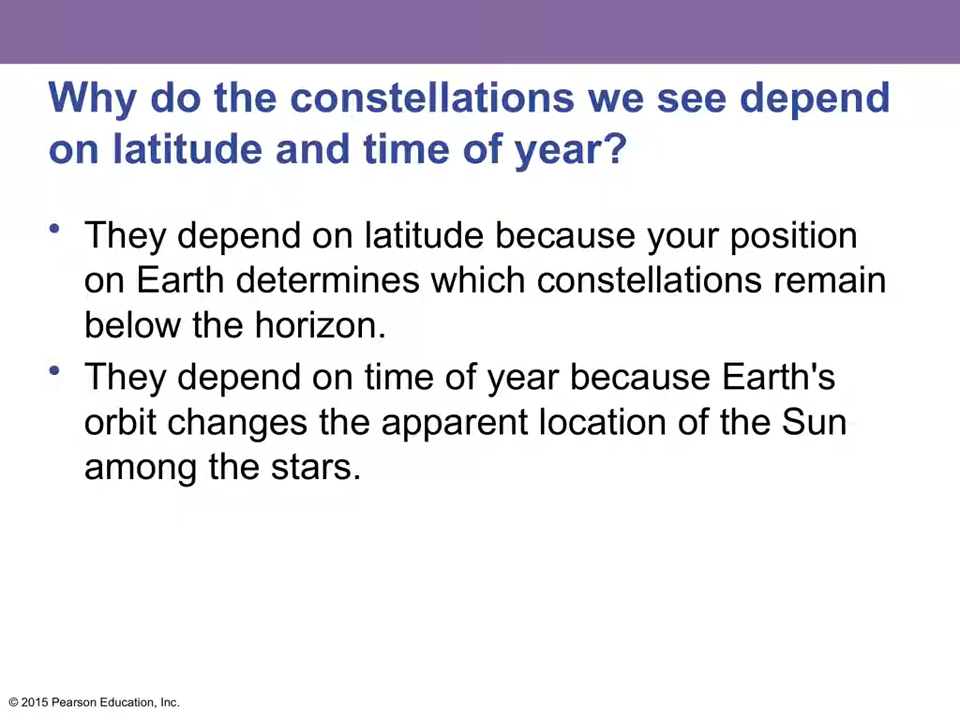 Why do the constellations we see depend
on latitude and time of year?
• They depend on latitude because your position
on Earth determines which constellations remain
below the horizon.
• They depend on time of year because Earth's
orbit changes the apparent location of the Sun
among the stars.
© 2015 Pearson Education, Inc.